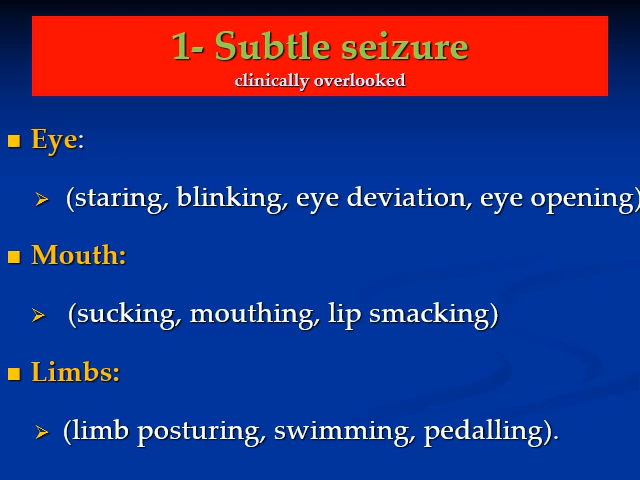 1- Subtle seizure
clinically overlooked
Eye:
(staring, blinking, eye deviation, eye opening)
Mouth:
(sucking, mouthing, lip smacking)
Limbs:
(limb posturing, swimming, pedalling).